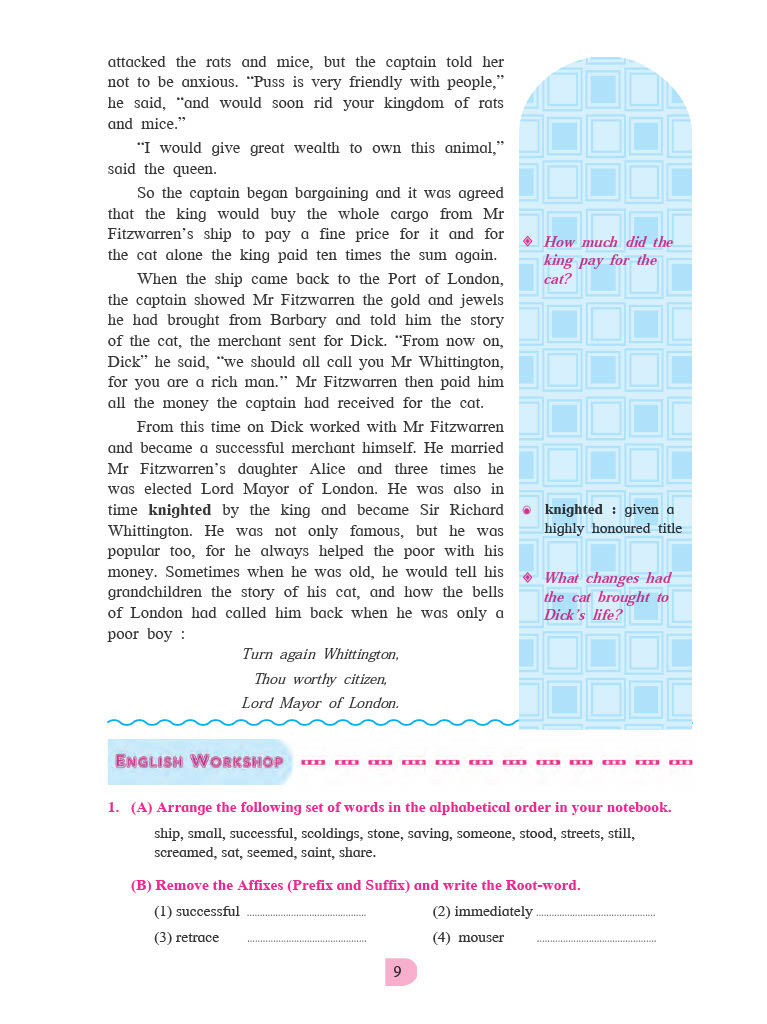 attacked the rats and mice, but the captain told her
not to be anxious. “Puss is very friendly with people,”
he said, “and would soon rid your kingdom of rats
and mice.”
“I would give great wealth to own this animal,”
said the queen.
So the captain began bargaining and it was agreed
that the king would buy the whole cargo from Mr
Fitzwarren’s ship to pay a fine price for it and for
the cat alone the king paid ten times the sum again.
When the ship came back to the Port of London,
the captain showed Mr Fitzwarren the gold and jewels
he had brought from Barbary and told him the story
of the cat, the merchant sent for Dick. “From now on,
Dick” he said, “we should all call you Mr Whittington,
for you are a rich man.” Mr Fitzwarren then paid him
all the money the captain had received for the cat.
From this time on Dick worked with Mr Fitzwarren
and became a successful merchant himself. He married
Mr Fitzwarren’s daughter Alice and three times he
was elected Lord Mayor of London. He was also in
time knighted by the king and became Sir Richard
Whittington. He was not only famous, but he was
popular too, for he always helped the poor with his
money. Sometimes when he was old, he would tell his
grandchildren the story of his cat, and how the bells
of London had called him back when he was only a
poor boy :
Turn again Whittington,
Thou worthy citizen,
Lord Mayor of London.
How much did the
king pay for the
cat?
knighted : given a
highly honoured title
What changes had
the cat brought to
Dick’s life?
ENGLISH WORKSHOP
1. (A) Arrange the following set of words in the alphabetical order in your notebook.
ship, small, successful, scoldings, stone, saving, someone, stood, streets, still,
screamed, sat, seemed, saint, share.
(B) Remove the Affixes (Prefix and Suffix) and write the Root-word.
(1) successful .............................................. (2) immediately ..............................................
(3) retrace .............................................. (4) mouser ..............................................
9